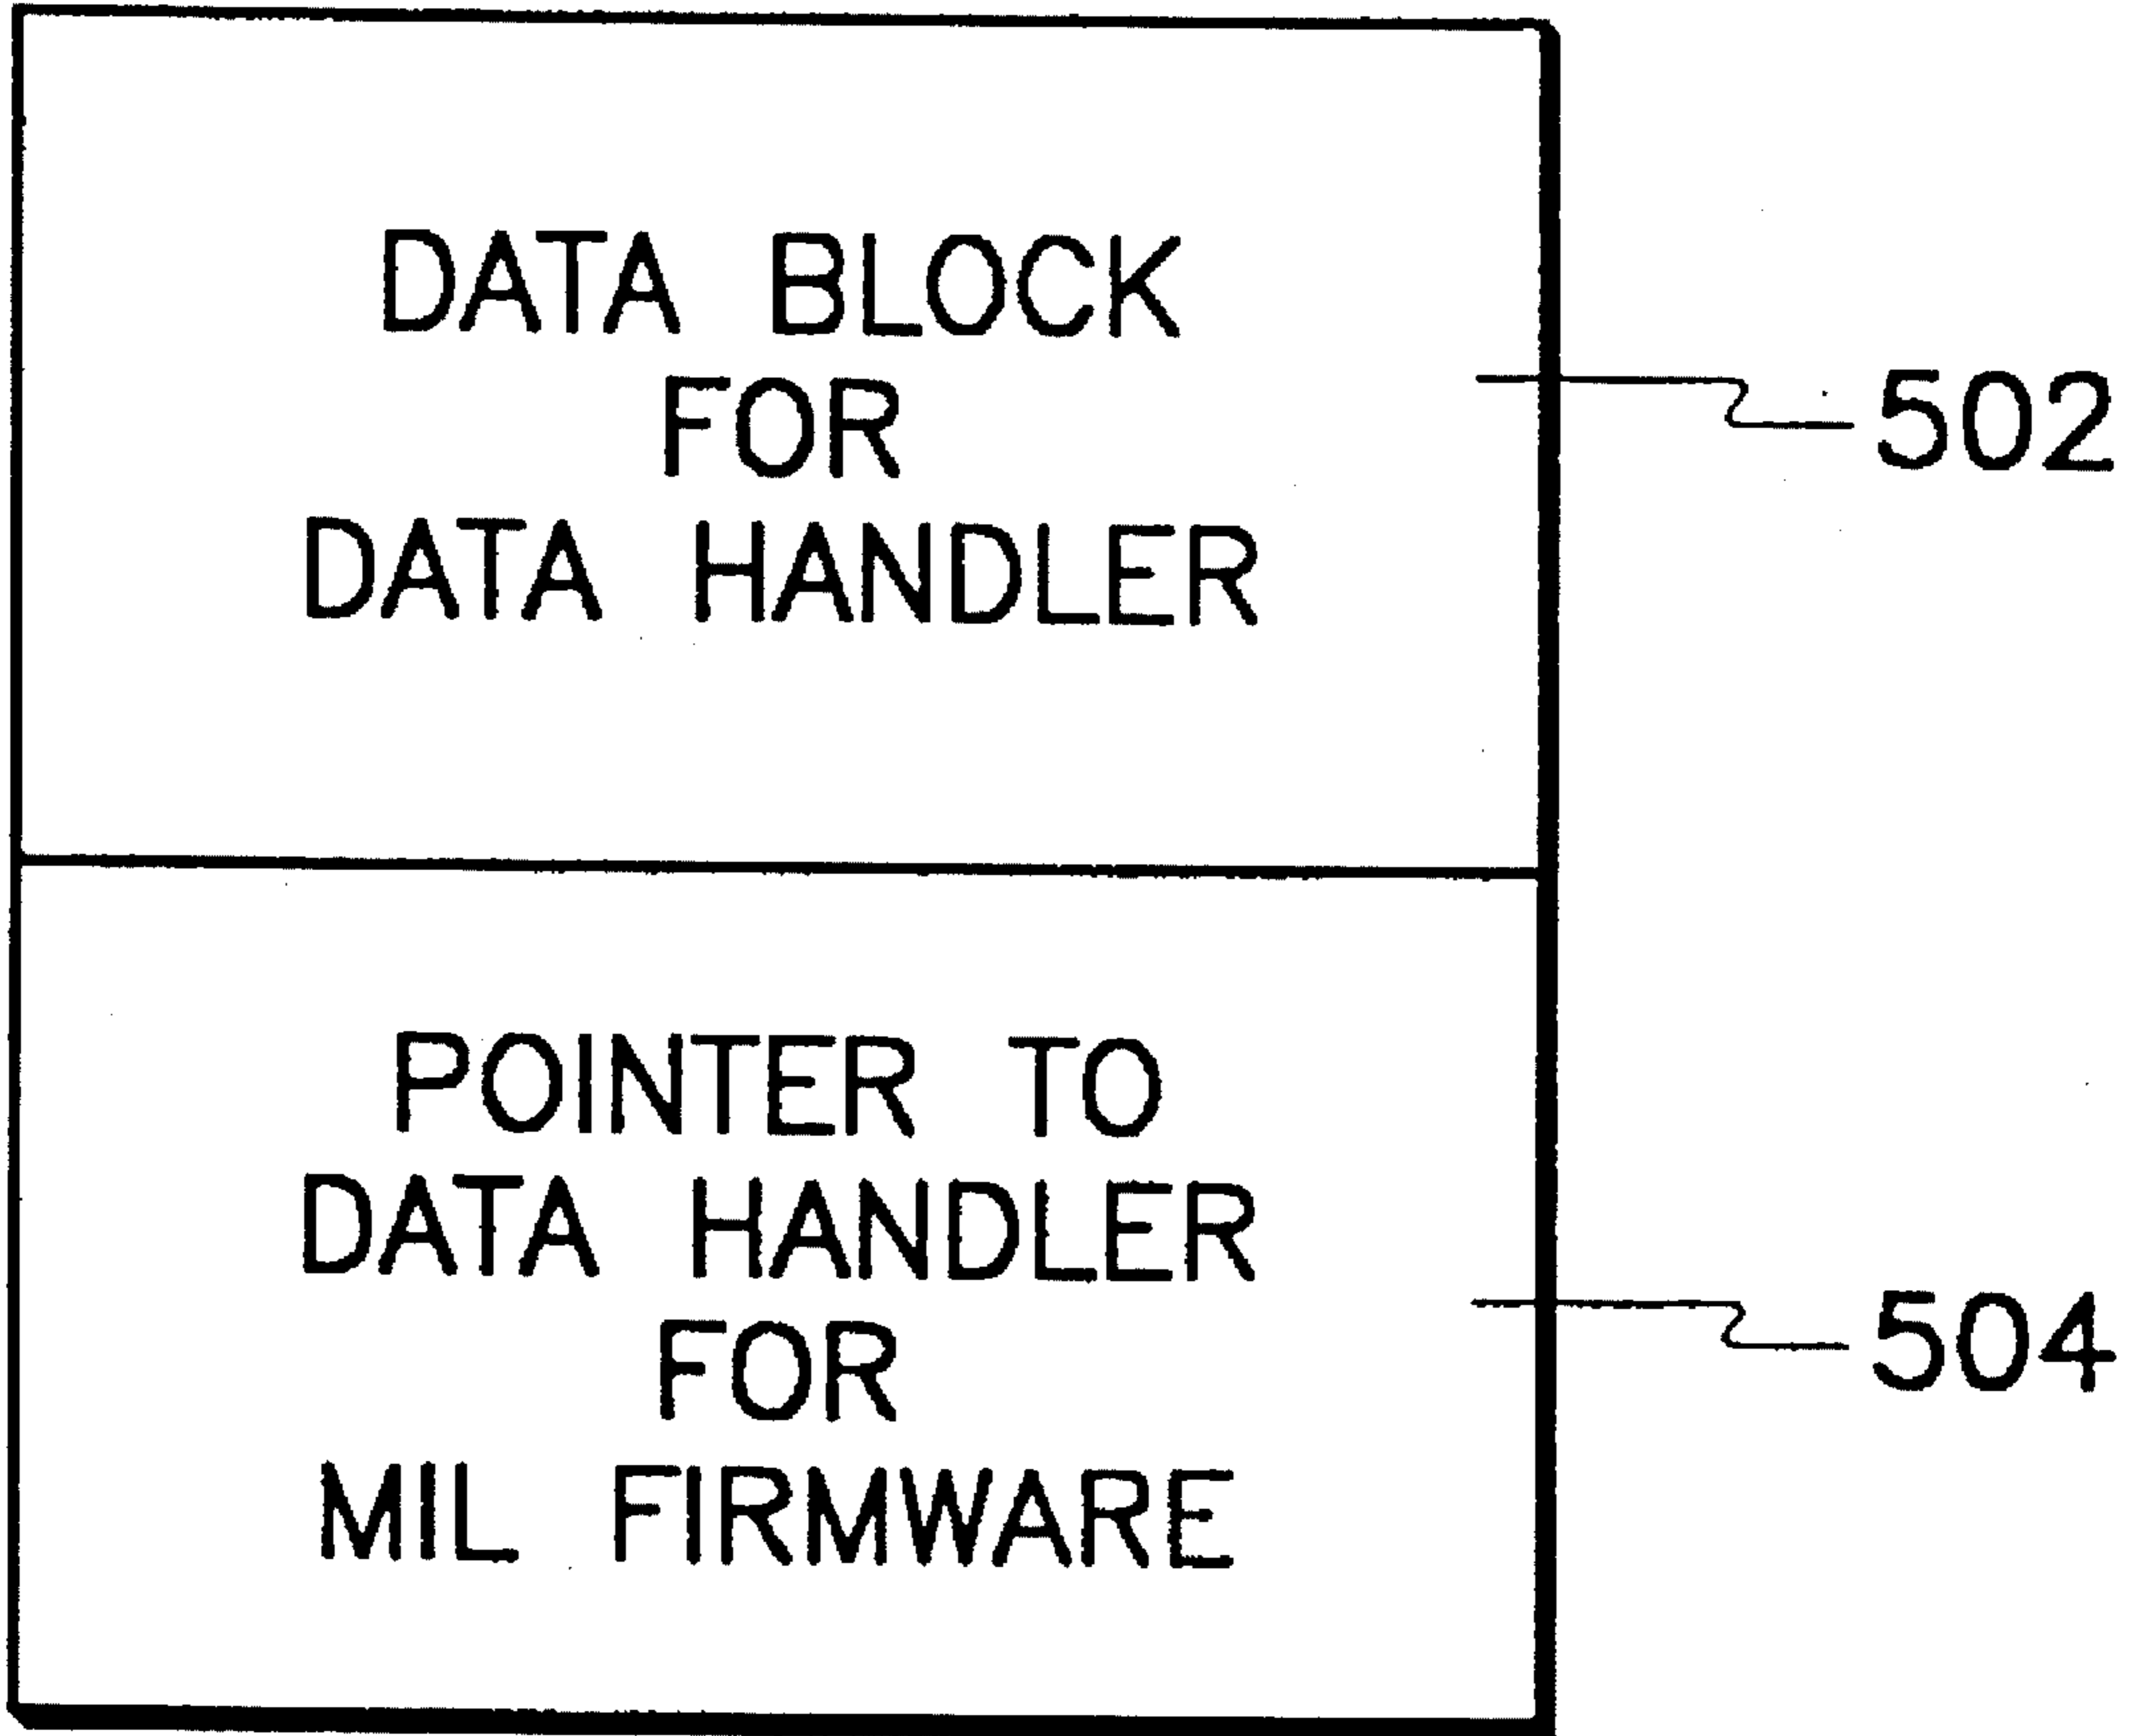 DATA BLOCK
FOR
DATA HANDLER
502
POINTER TO
DATA HANDLER
FOR
MIL FIRMWARE
504